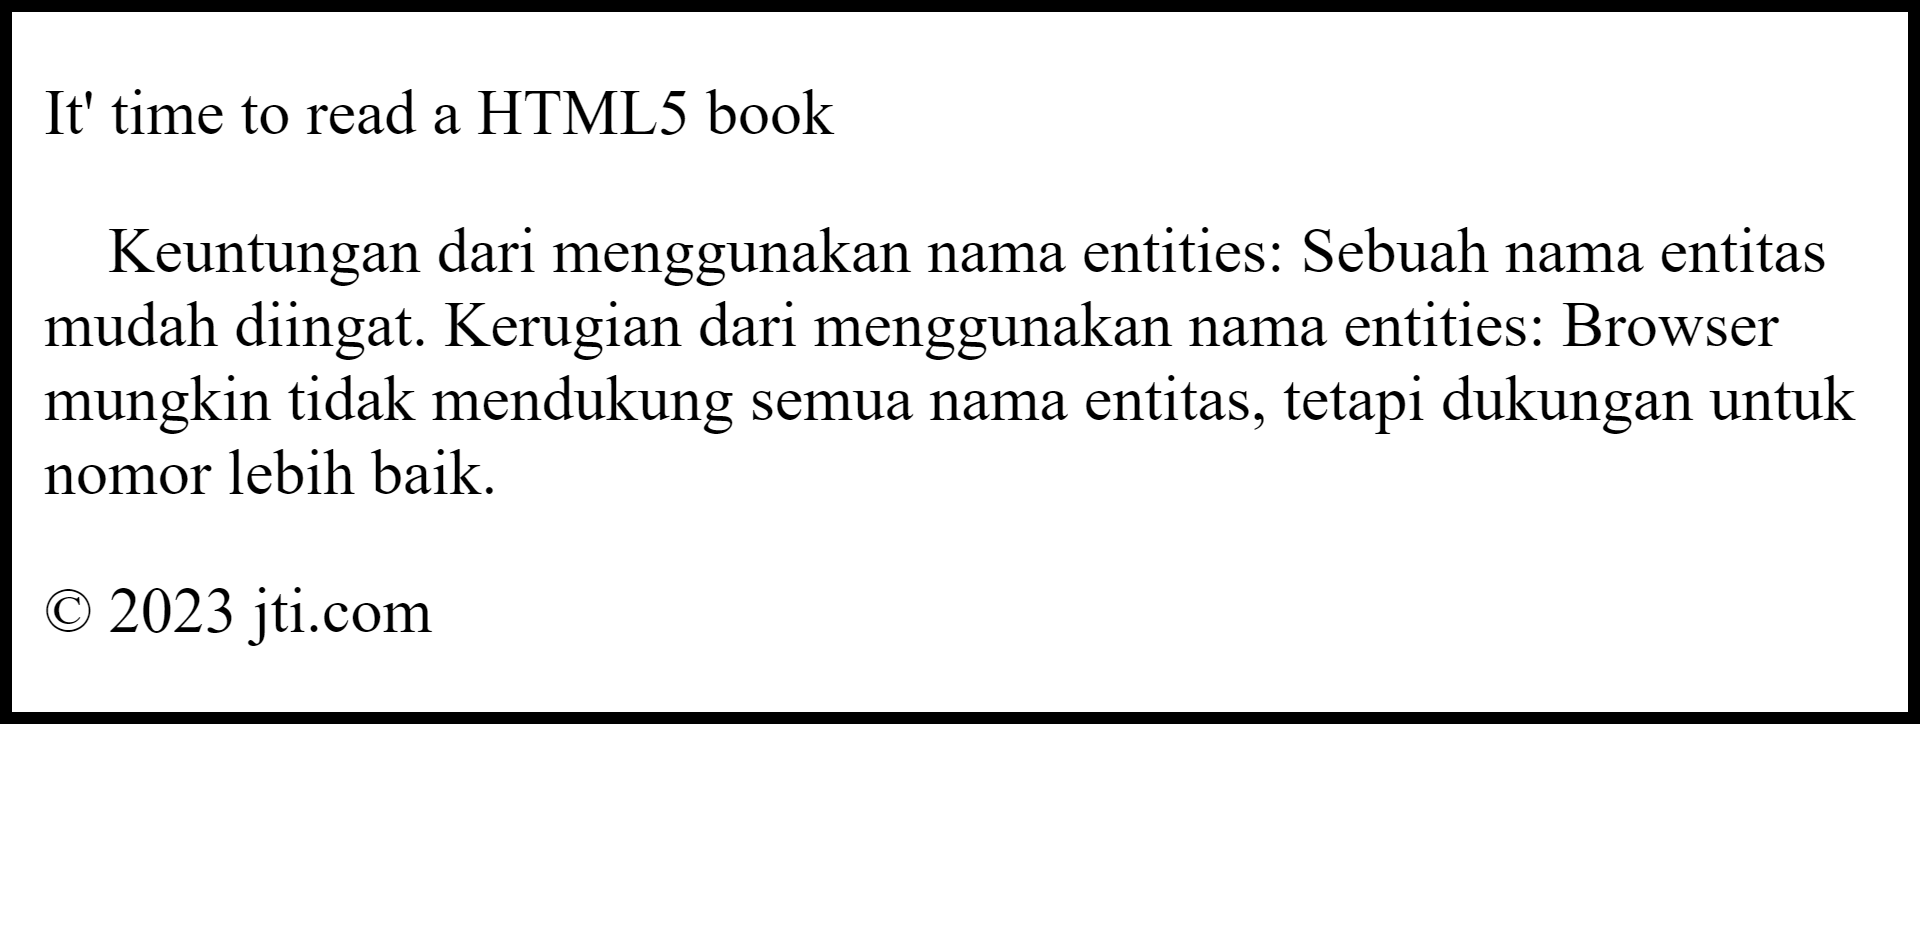 It' time to read a HTML5 book
Keuntungan dari menggunakan nama entities: Sebuah nama entitas
mudah diingat. Kerugian dari menggunakan nama entities: Browser
mungkin tidak mendukung semua nama entitas, tetapi dukungan untuk
nomor lebih baik.
© 2023 jti.com